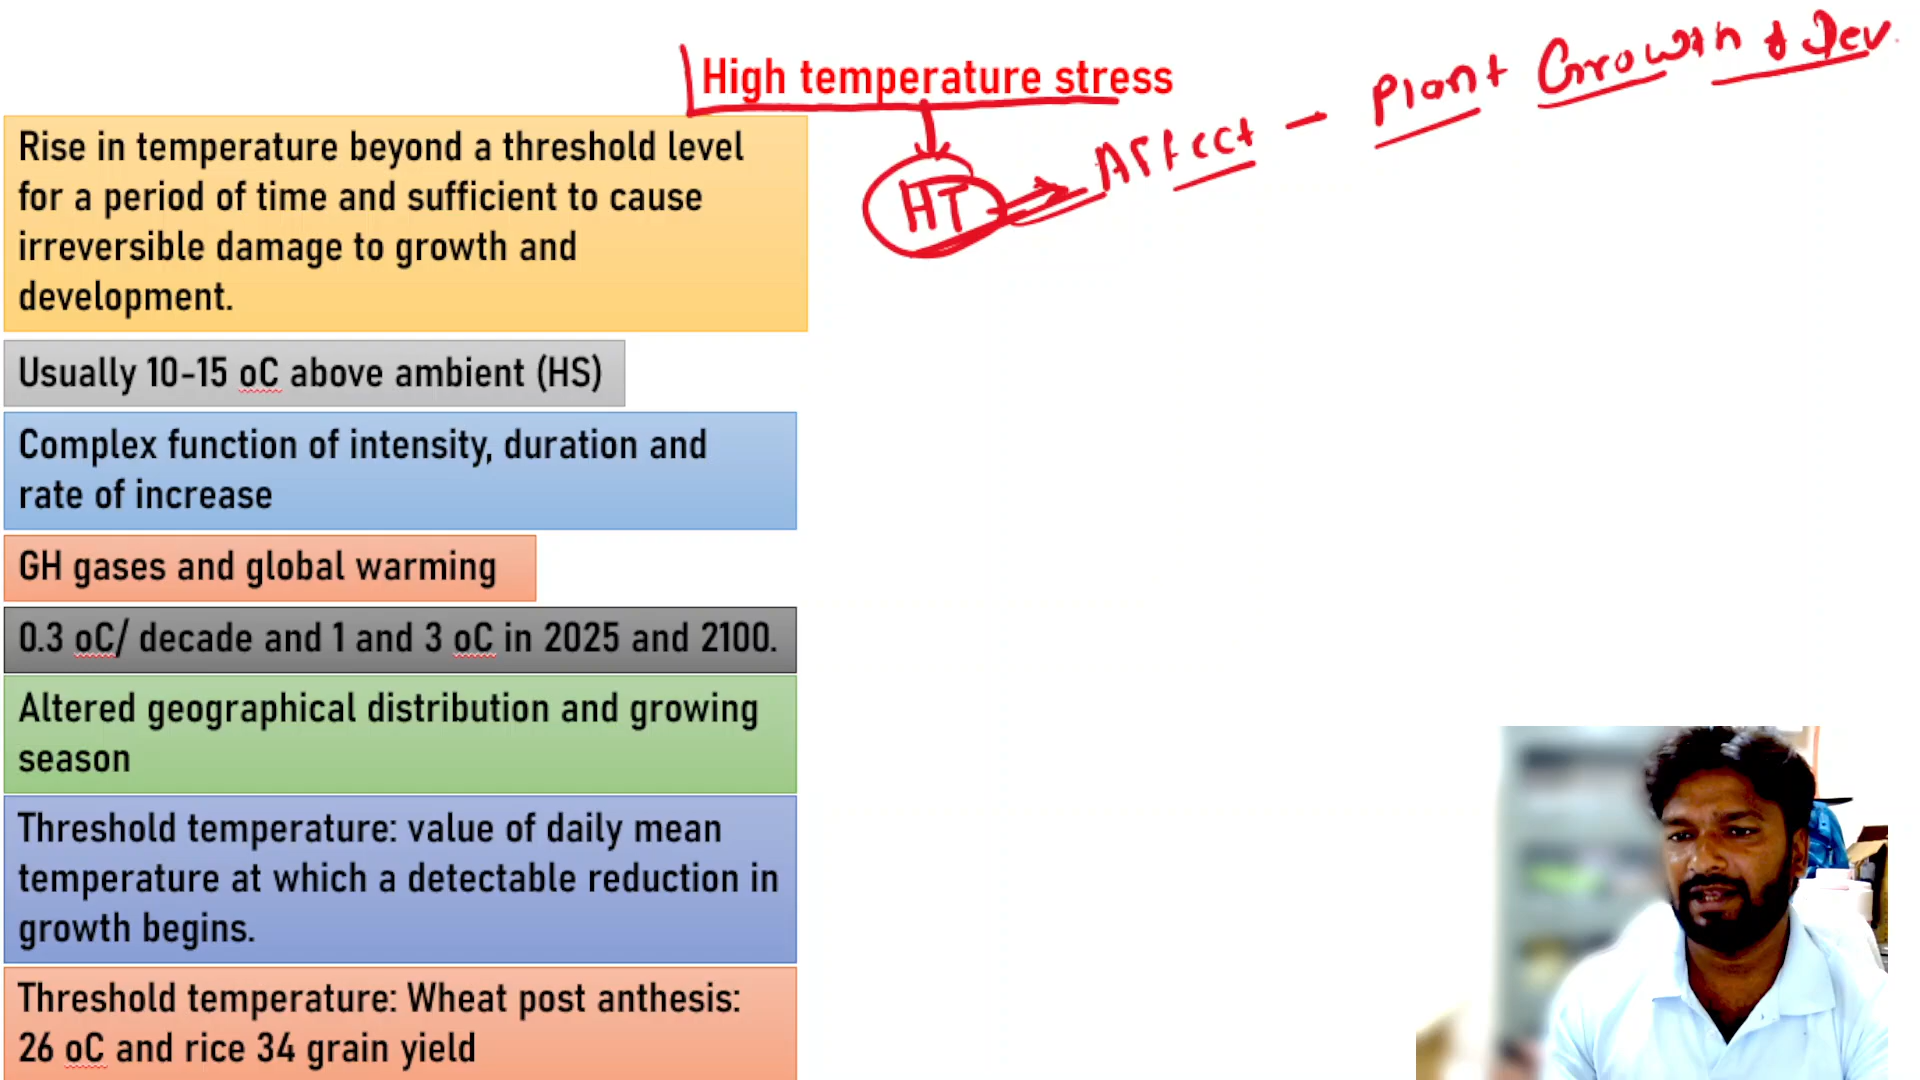 High temperature stress
HT
Affect - Plant Growth & Dev.
Rise in temperature beyond a threshold level
for a period of time and sufficient to cause
irreversible damage to growth and
development.
Usually 10-15 oC above ambient (HS)
Complex function of intensity, duration and
rate of increase
GH gases and global warming
0.3 oC/ decade and 1 and 3 oC in 2025 and 2100.
Altered geographical distribution and growing
season
Threshold temperature: value of daily mean
temperature at which a detectable reduction in
growth begins.
Threshold temperature: Wheat post anthesis:
26 oC and rice 34 grain yield